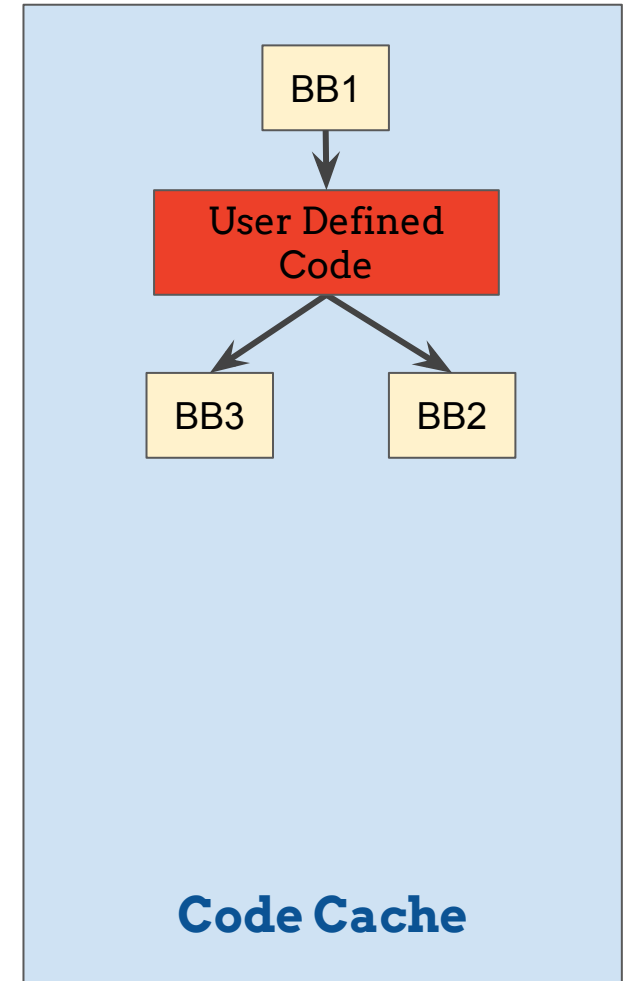 BB1
User Defined
Code
BB3
BB2
Code Cache